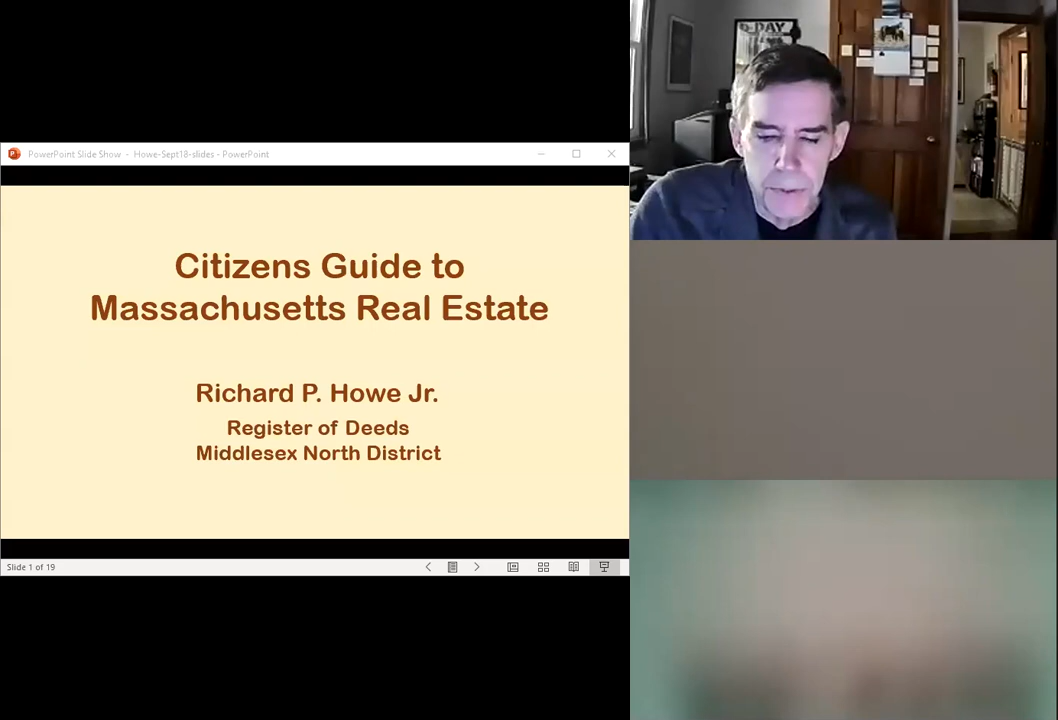 PowerPoint Slide Show - Howe-Sept18-slides - PowerPoint
Citizens Guide to
Massachusetts Real Estate
Richard P. Howe Jr.
Register of Deeds
Middlesex North District
Slide 1 of 19